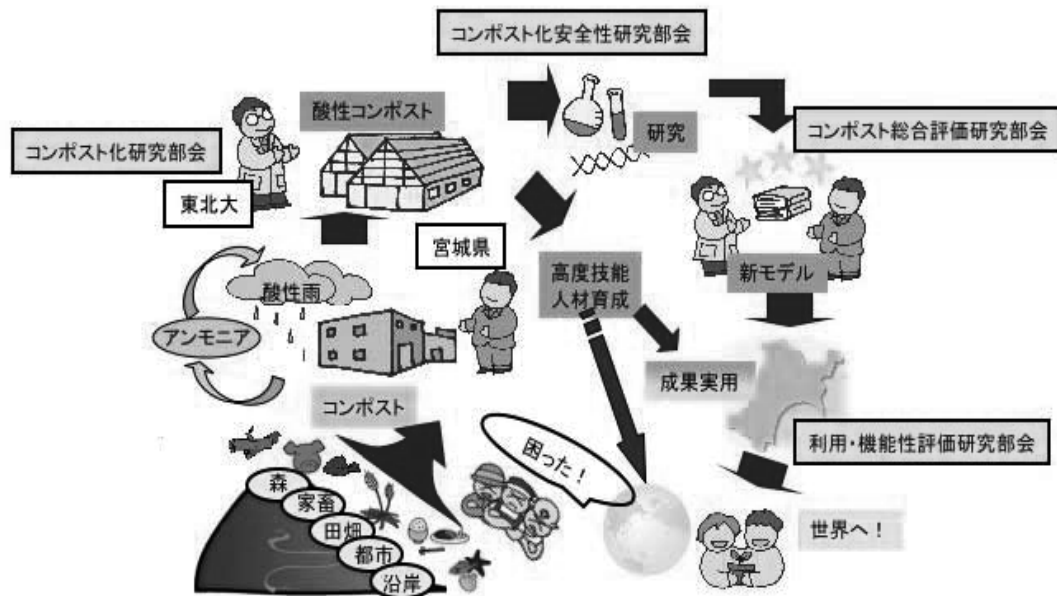 コンポスト化安全性研究部会
酸性コンポスト
研究
コンポスト総合評価研究部会
コンポスト化研究部会
東北大
宮城県
高度技能
人材育成
新モデル
酸性雨
アンモニア
成果実用
コンポスト
困った!
利用・機能性評価研究部会
森
家畜
田畑
都市
沿岸
世界へ!